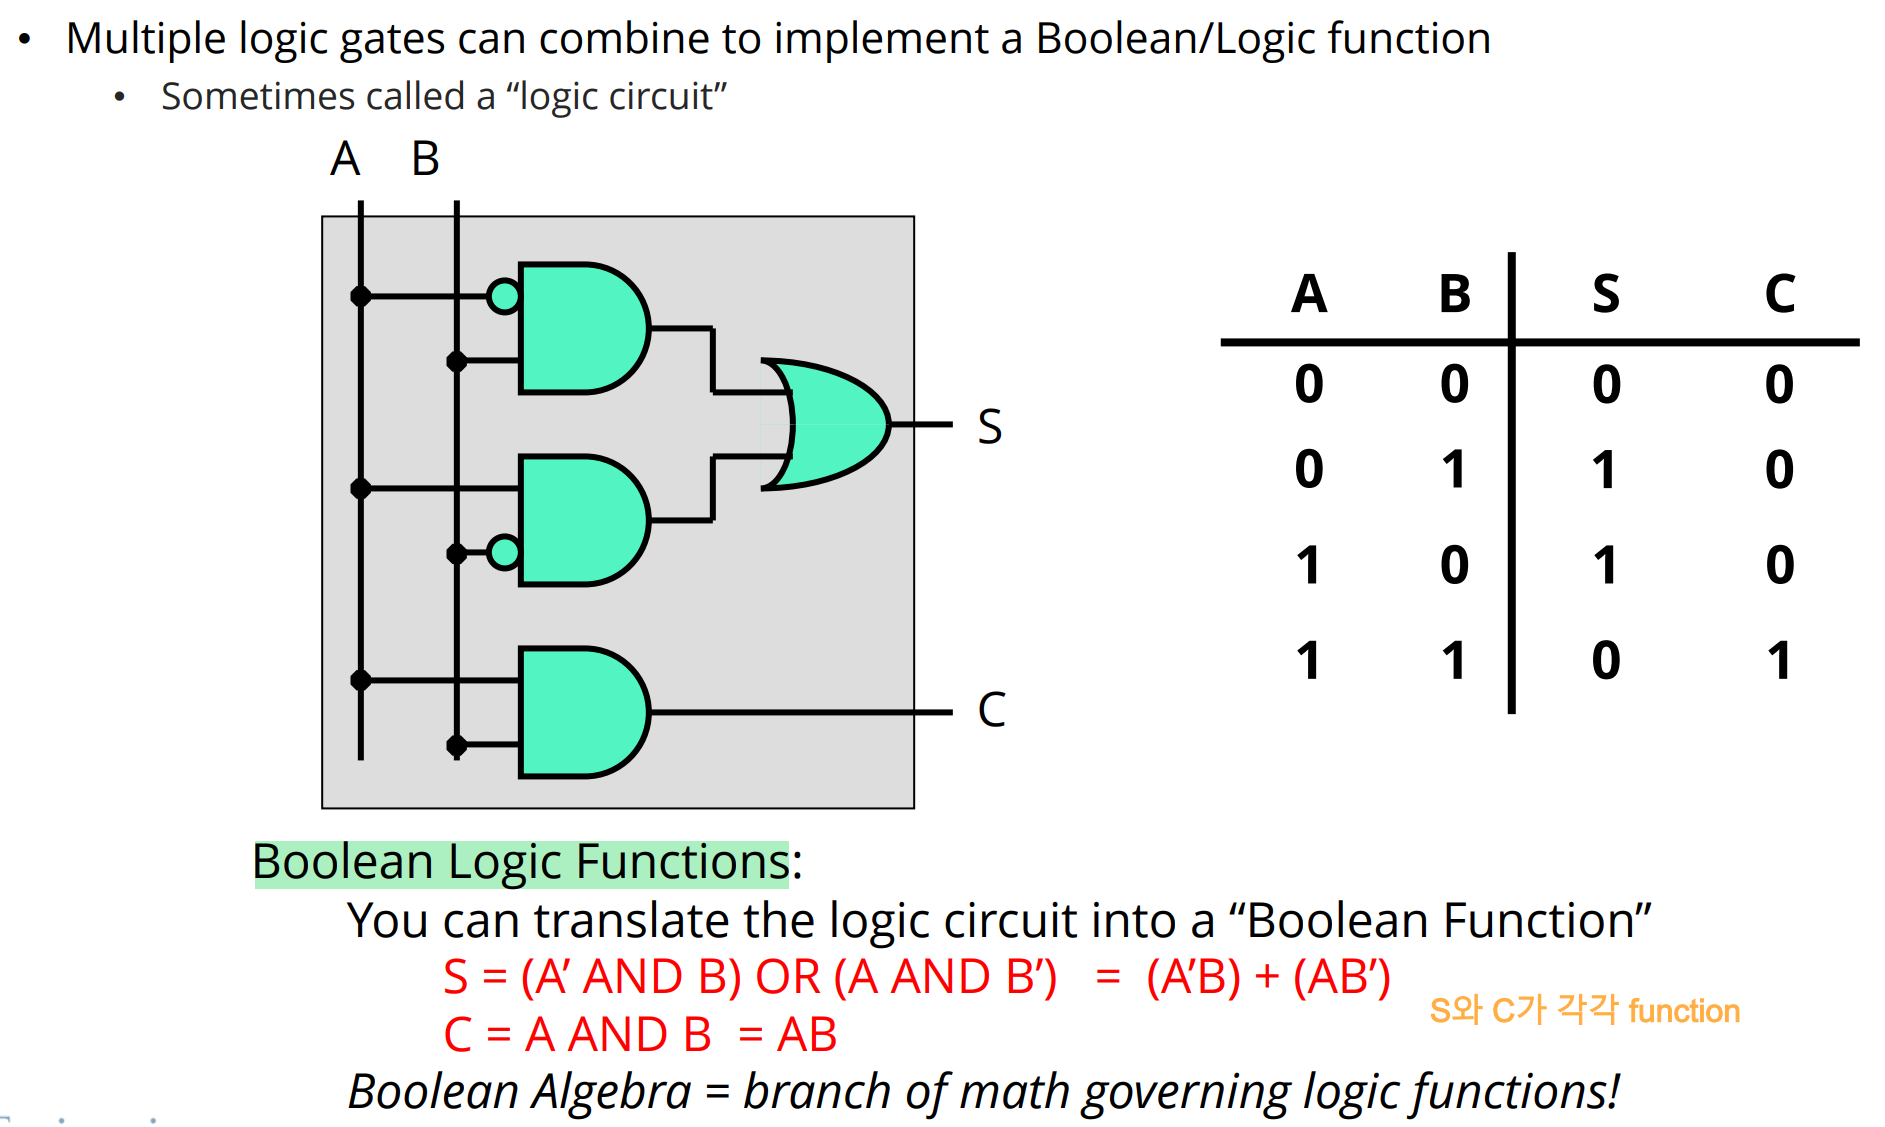 • Multiple logic gates can combine to implement a Boolean/Logic function
• Sometimes called a “logic circuit”
A B
S
C
A B S C
0 0 0 0
0 1 1 0
1 0 1 0
1 1 0 1
Boolean Logic Functions:
You can translate the logic circuit into a “Boolean Function”
S = (A’ AND B) OR (A AND B’) = (A’B) + (AB’)
C = A AND B = AB
S와 C가 각각 function
Boolean Algebra = branch of math governing logic functions!